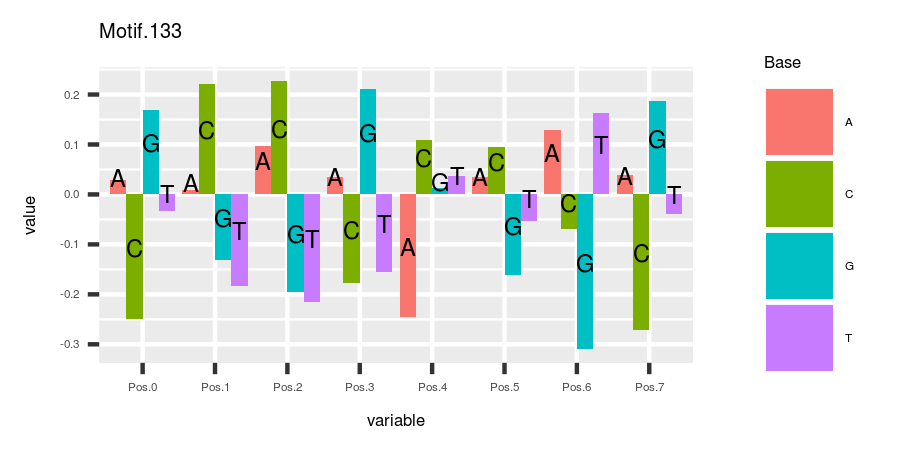 Motif.133
Base
0.2
0.1
0.0
-0.1
-0.2
-0.3
value
A C G T A C G T A C G T A C G T A C G T A C G T A C G T A C G T
A
C
G
T
Pos.0 Pos.1 Pos.2 Pos.3 Pos.4 Pos.5 Pos.6 Pos.7
variable